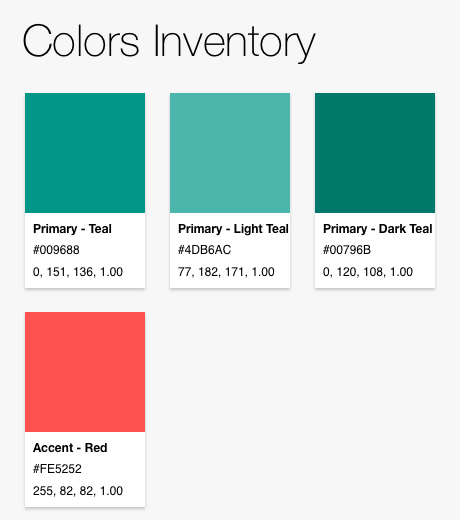 Colors Inventory
Primary - Teal
#009688
0, 151, 136, 1.00
Primary - Light Teal
#4DB6AC
77, 182, 171, 1.00
Primary - Dark Teal
#00796B
0, 120, 108, 1.00
Accent - Red
#FE5252
255, 82, 82, 1.00